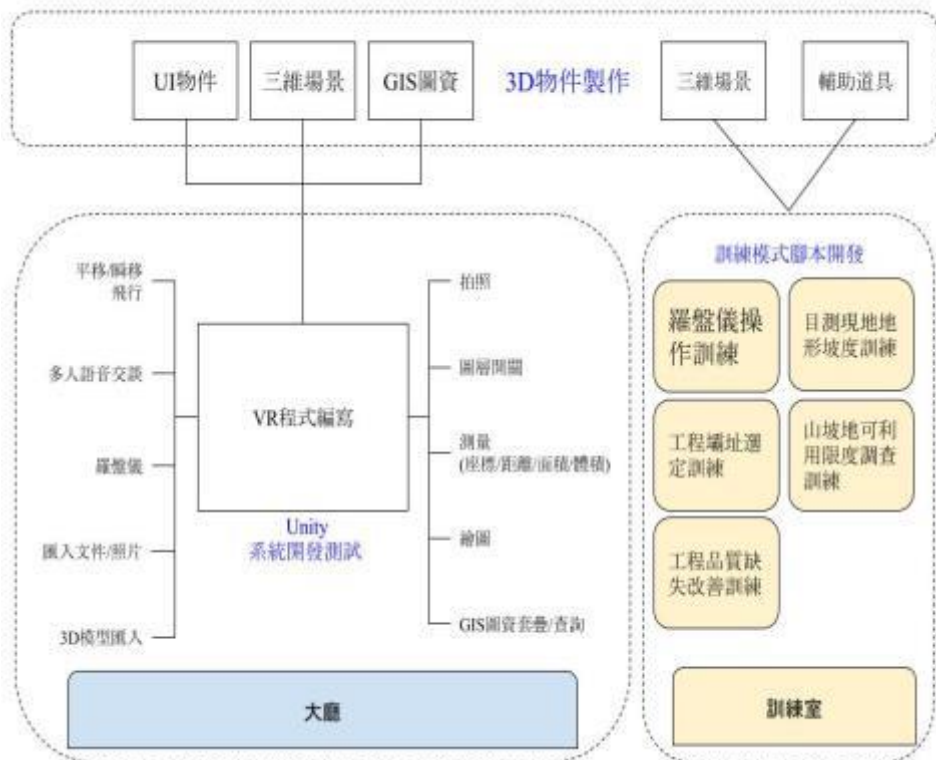 UI物件
三維場景
GIS圖資
3D物件製作
三維場景
輔助道具
平移/瞬移
飛行
多人語音交談
羅盤儀
匯入文件/照片
3D模型匯入
VR程式編寫
Unity
系統開發測試
拍照
圖層開關
測量
(座標/距離/面積/體積)
繪圖
GIS圖資套疊/查詢
大廳
訓練模式腳本開發
羅盤儀操
作訓練
目測現地地
形坡度訓練
工程壩址選
定訓練
山坡地可利
用限度調查
訓練
工程品質缺
失改善訓練
訓練室